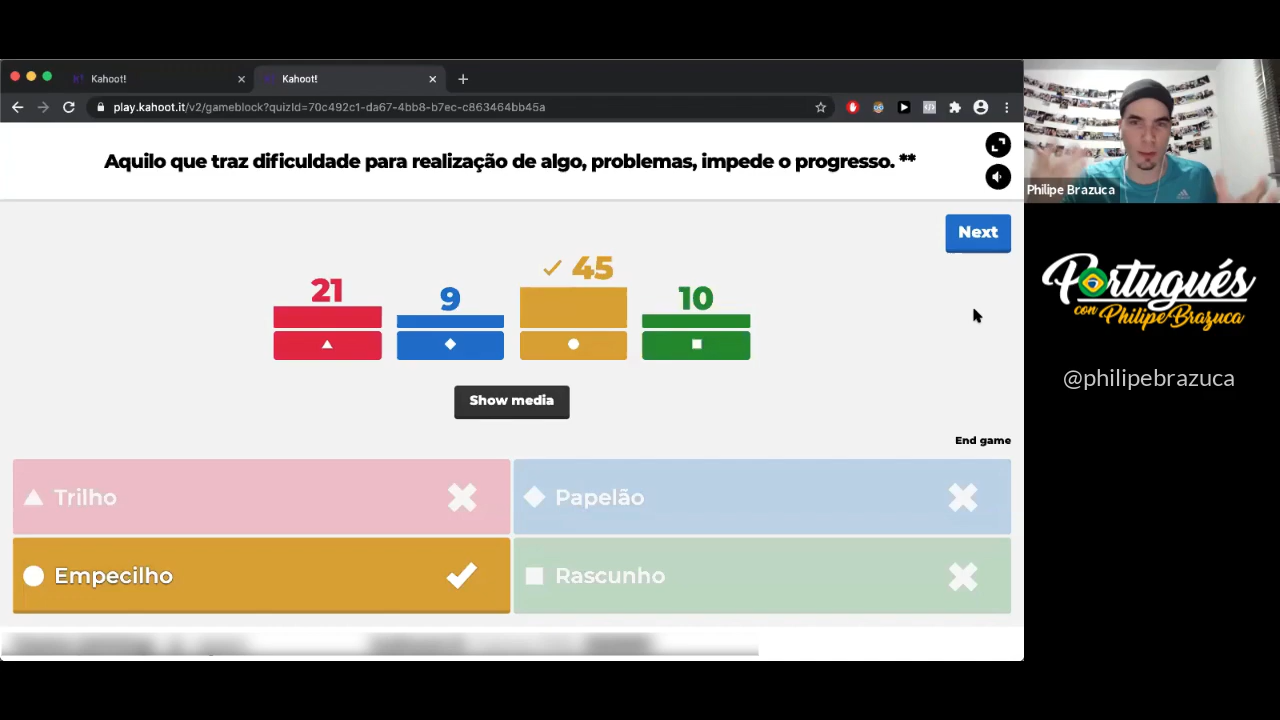 Kahoot!
Kahoot!
play.kahoot.it/v2/gameblock?quizId=70c492c1-da67-4bb8-b7ec-c863464bb45a
Aquilo que traz dificuldade para realização de algo, problemas, impede o progresso. **
Philipe Brazuca
Next
21
9
45
10
Show media
End game
Trilho
Papelão
Empecilho
Rascunho
Portugués
con Philipe Brazuca
@philipebrazuca